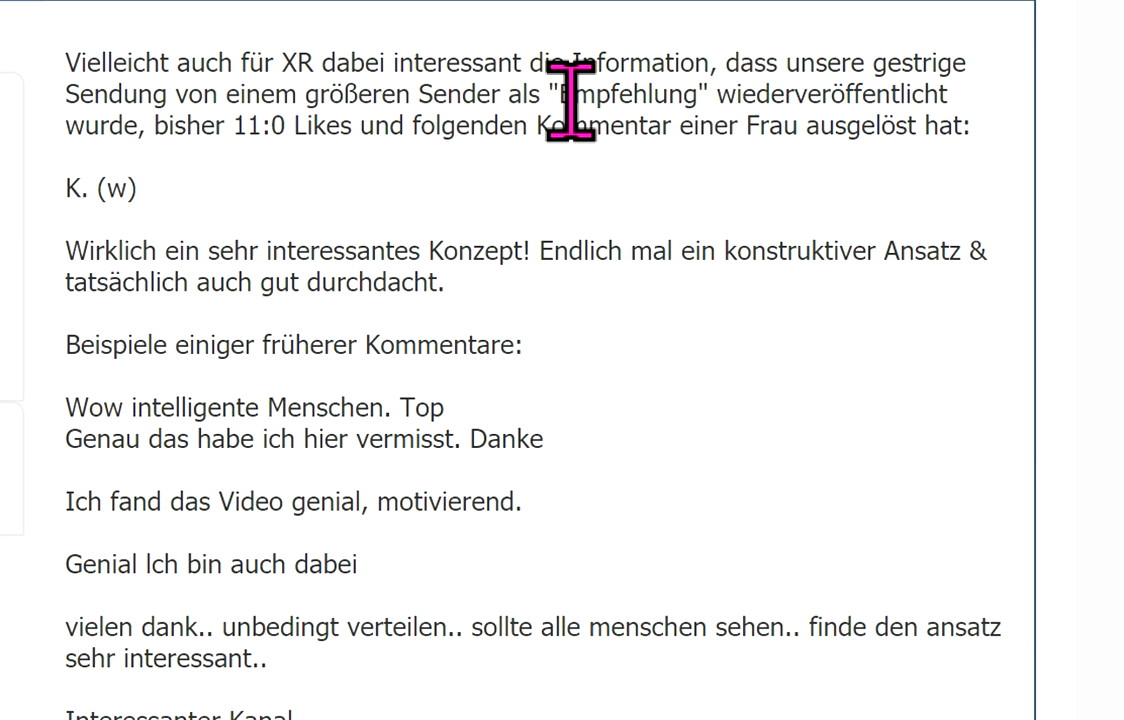 Vielleicht auch für XR dabei interessant die Information, dass unsere gestrige
Sendung von einem größeren Sender als "Empfehlung" wiederveröffentlicht
wurde, bisher 11:0 Likes und folgenden Kommentar einer Frau ausgelöst hat:
K. (w)
Wirklich ein sehr interessantes Konzept! Endlich mal ein konstruktiver Ansatz &
tatsächlich auch gut durchdacht.
Beispiele einiger früherer Kommentare:
Wow intelligente Menschen. Top
Genau das habe ich hier vermisst. Danke
Ich fand das Video genial, motivierend.
Genial Ich bin auch dabei
vielen dank.. unbedingt verteilen.. sollte alle menschen sehen.. finde den ansatz
sehr interessant..
Interessanter Kanal